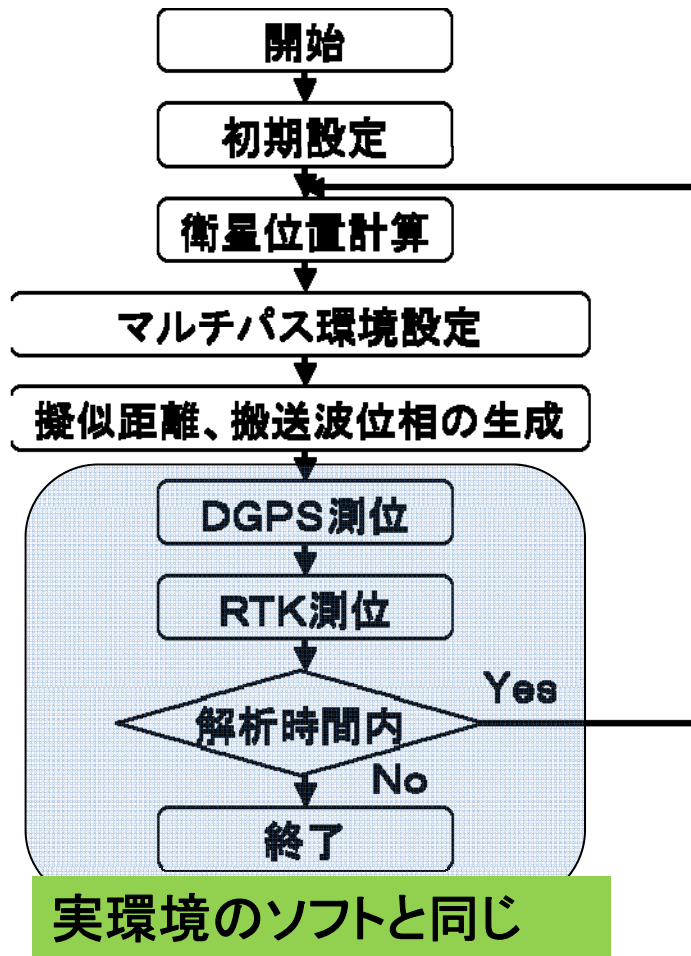 開始
初期設定
衛星位置計算
マルチパス環境設定
擬似距離、搬送波位相の生成
DGPS測位
RTK測位
解析時間内
Yes
No
終了
実環境のソフトと同じ